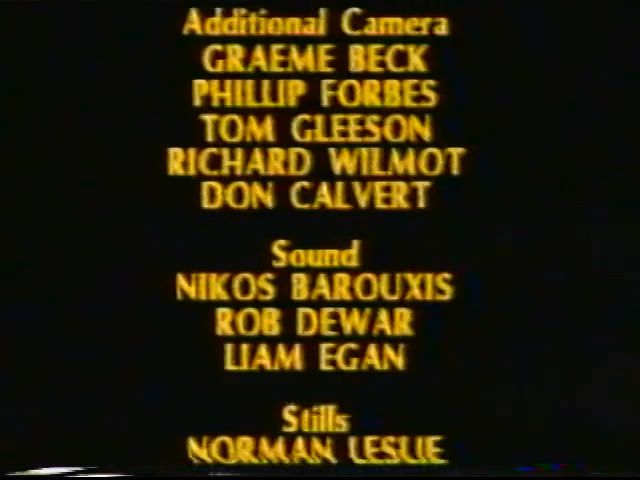 Additional Camera
GRAEME BECK
PHILLIP FORBES
TOM GLEESON
RICHARD WILMOT
DON CALVERT
Sound
NIKOS BAROUXIS
ROB DEWAR
LIAM EGAN
Stills
NORMAN LESLIE